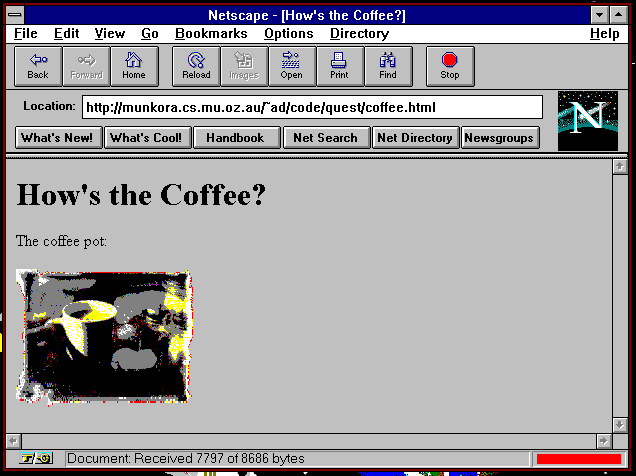 Netscape - [How's the Coffee?]
File Edit View Go Bookmarks Options Directory Help
Back Forward Home Reload Images Open Print Find Stop
Location: http://munkora.cs.mu.oz.au/~ad/code/quest/coffee.html
N
What's New! What's Cool! Handbook Net Search Net Directory Newsgroups
How's the Coffee?
The coffee pot:
Document: Received 7797 of 8686 bytes